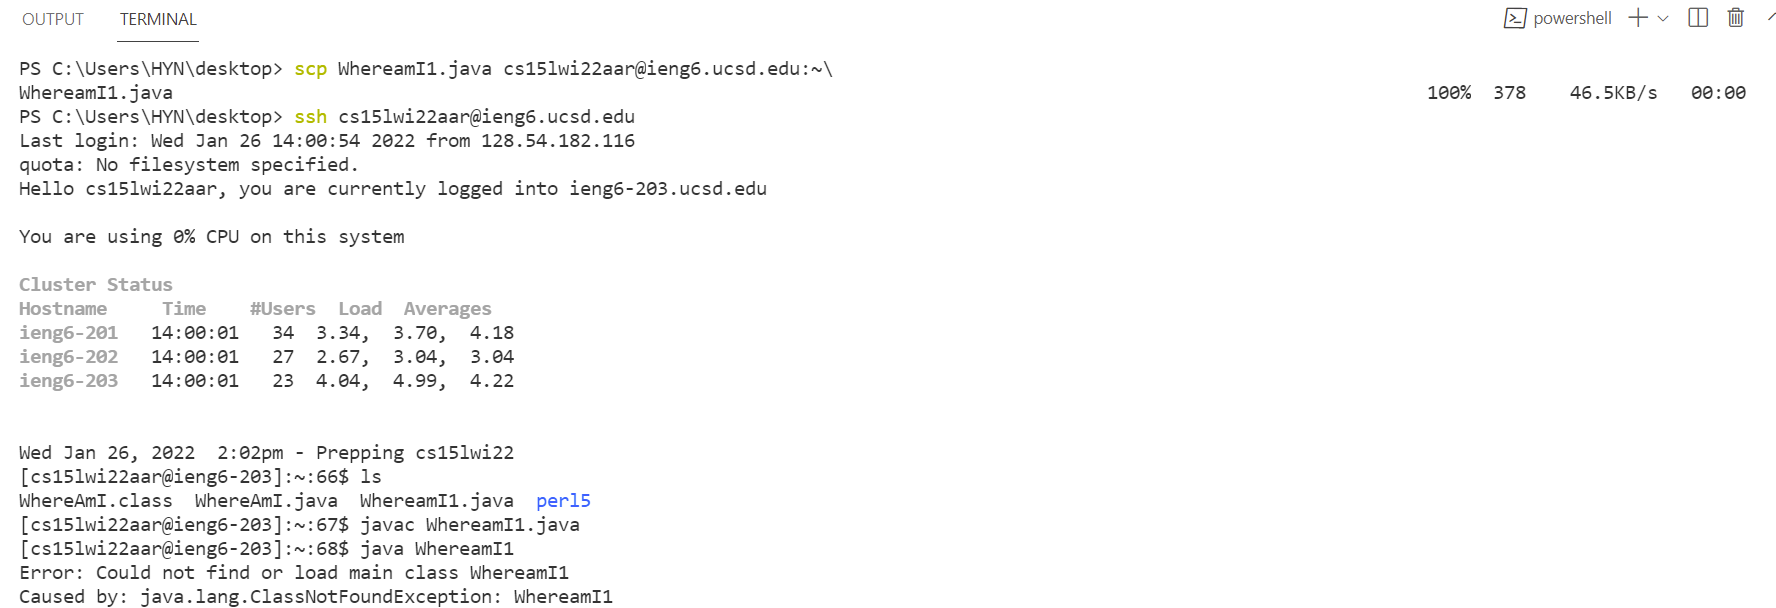 OUTPUT TERMINAL powershell
PS C:\Users\HYN\desktop> scp WhereamI1.java cs15lwi22aar@ieng6.ucsd.edu:~\
WhereamI1.java 100% 378 46.5KB/s 00:00
PS C:\Users\HYN\desktop> ssh cs15lwi22aar@ieng6.ucsd.edu
Last login: Wed Jan 26 14:00:54 2022 from 128.54.182.116
quota: No filesystem specified.
Hello cs15lwi22aar, you are currently logged into ieng6-203.ucsd.edu
You are using 0% CPU on this system
Cluster Status
Hostname Time #Users Load Averages
ieng6-201 14:00:01 34 3.34, 3.70, 4.18
ieng6-202 14:00:01 27 2.67, 3.04, 3.04
ieng6-203 14:00:01 23 4.04, 4.99, 4.22
Wed Jan 26, 2022 2:02pm - Prepping cs15lwi22
[cs15lwi22aar@ieng6-203]:~:66$ ls
WhereAmI.class WhereAmI.java WhereamI1.java perl5
[cs15lwi22aar@ieng6-203]:~:67$ javac WhereamI1.java
[cs15lwi22aar@ieng6-203]:~:68$ java WhereamI1
Error: Could not find or load main class WhereamI1
Caused by: java.lang.ClassNotFoundException: WhereamI1